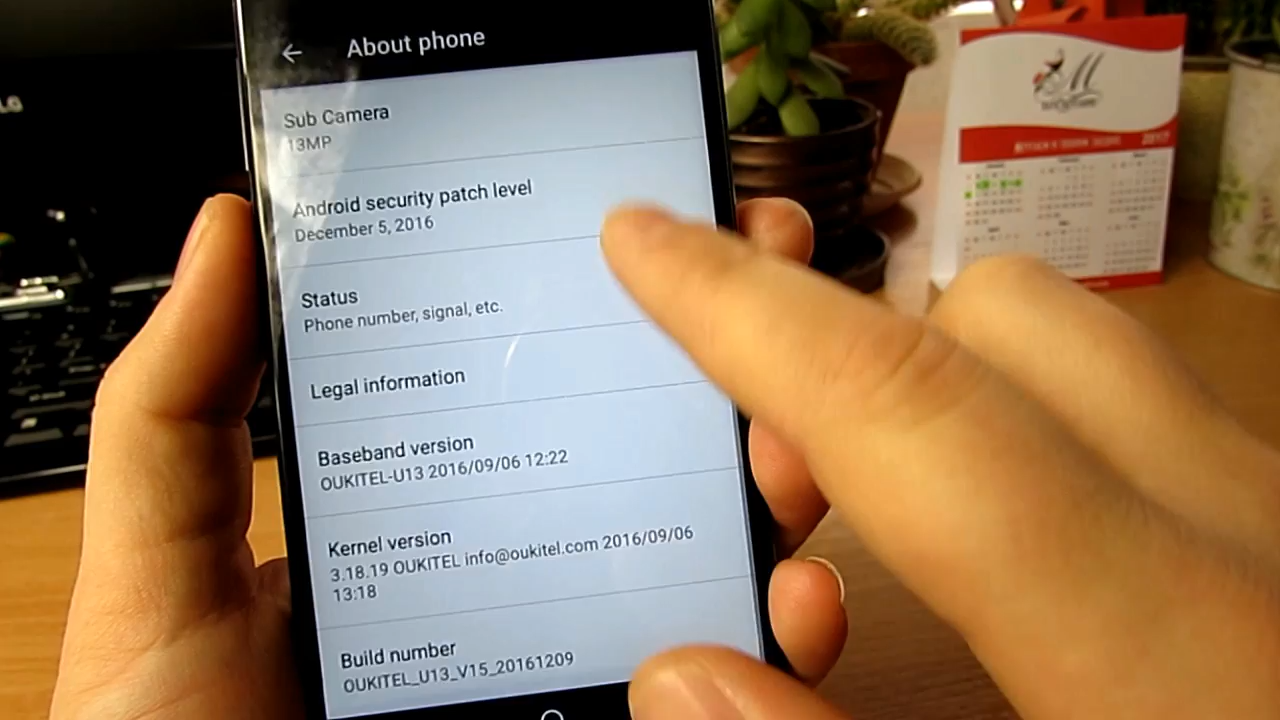 About phone
Sub Camera
13MP
Android security patch level
December 5, 2016
Status
Phone number, signal, etc.
Legal information
Baseband version
OUKITEL-U13 2016/09/06 12:22
Kernel version
3.18.19 OUKITEL info@oukitel.com 2016/09/06
13:18
Build number
OUKITEL_U13_V15_20161209
LG
M
2017